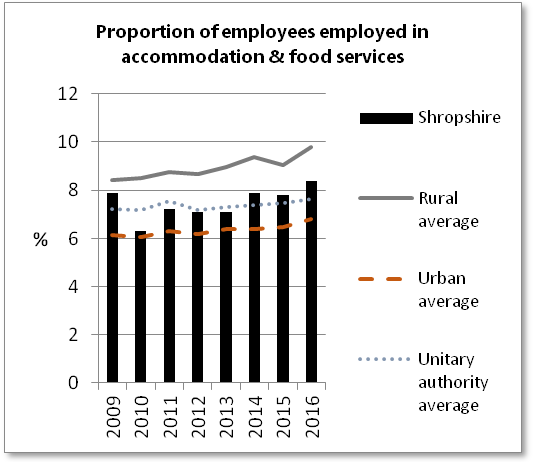 Proportion of employees employed in
accommodation & food services
12
10
8
6
4
2
0
%
2009
2010
2011
2012
2013
2014
2015
2016
Shropshire
Rural
average
Urban
average
Unitary
authority
average